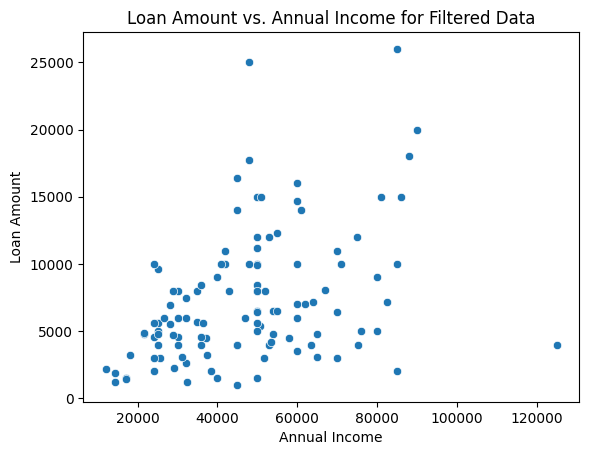 Loan Amount vs. Annual Income for Filtered Data
25000
20000
15000
10000
5000
0
Loan Amount
20000 40000 60000 80000 100000 120000
Annual Income